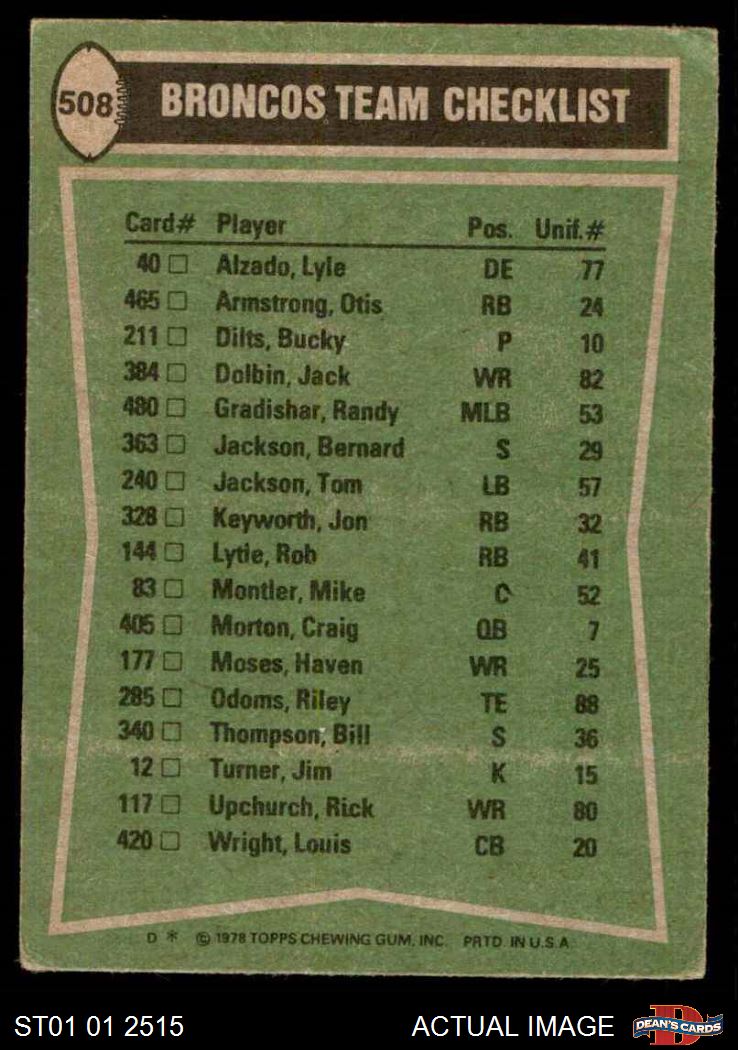 508 BRONCOS TEAM CHECKLIST
Card# Player Pos. Unif.#
40 Alzado, Lyle DE 77
465 Armstrong, Otis RB 24
211 Dilts, Bucky P 10
384 Dolbin, Jack WR 82
480 Gradishar, Randy MLB 53
363 Jackson, Bernard S 29
240 Jackson, Tom LB 57
328 Keyworth, Jon RB 32
144 Lytle, Rob RB 41
83 Montler, Mike C 52
405 Morton, Craig QB 7
177 Moses, Haven WR 25
285 Odoms, Riley TE 88
340 Thompson, Bill S 36
12 Turner, Jim K 15
117 Upchurch, Rick WR 80
420 Wright, Louis CB 20
D * © 1978 TOPPS CHEWING GUM, INC. PRTD. IN U.S.A.
ST01 01 2515 ACTUAL IMAGE D DEAN'S CARDS